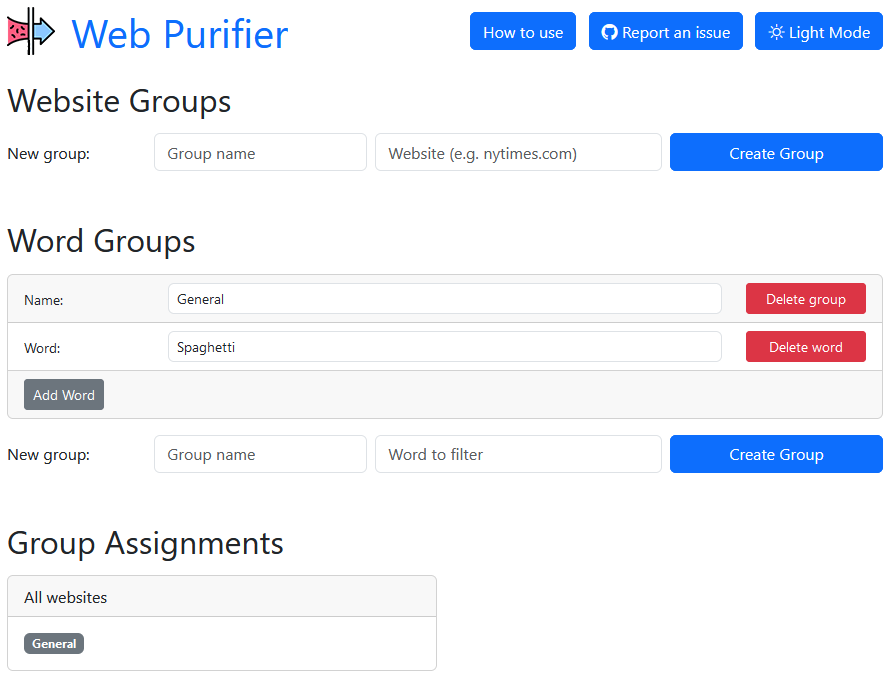 Web Purifier
How to use
Report an issue
Light Mode
Website Groups
New group: Group name Website (e.g. nytimes.com) Create Group
Word Groups
Name: General Delete group
Word: Spaghetti Delete word
Add Word
New group: Group name Word to filter Create Group
Group Assignments
All websites
General